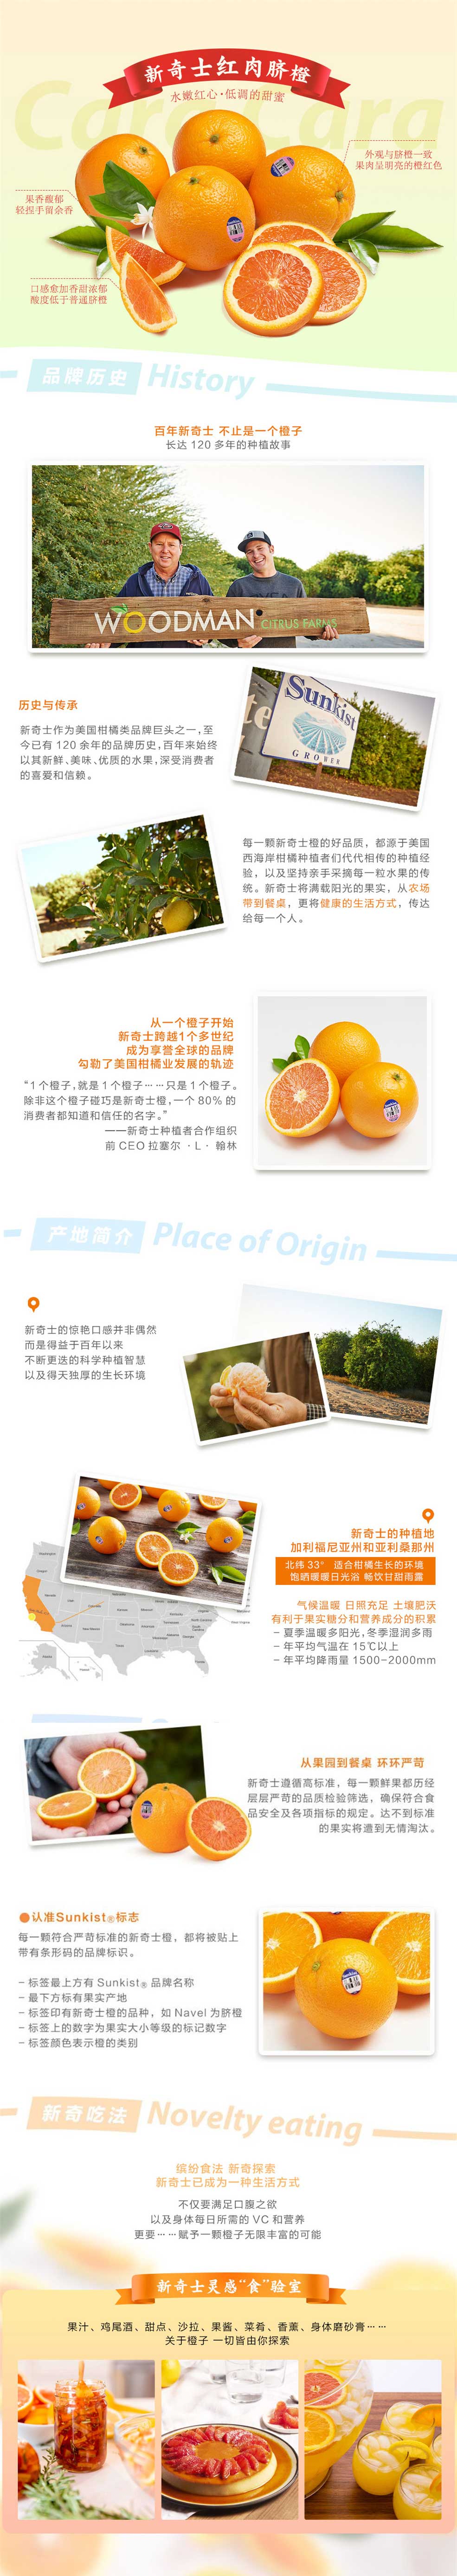 Cara Cara
新奇士红肉脐橙
水嫩红心·低调的甜蜜
外观与脐橙一致
果肉呈明亮的橙红色
果香馥郁
轻捏手留余香
口感愈加香甜浓郁
酸度低于普通脐橙
品牌历史 History
百年新奇士 不止是一个橙子
长达 120 多年的种植故事
WOODMAN CITRUS FARMS
历史与传承
新奇士作为美国柑橘类品牌巨头之一,至
今已有 120 余年的品牌历史,百年来始终
以其新鲜、美味、优质的水果,深受消费者
的喜爱和信赖。
Sunkist
GROWER
每一颗新奇士橙的好品质，都源于美国
西海岸柑橘种植者们代代相传的种植经
验，以及坚持亲手采摘每一粒水果的传
统。新奇士将满载阳光的果实，从农场
带到餐桌，更将健康的生活方式，传达
给每一个人。
从一个橙子开始
新奇士跨越1个多世纪
成为享誉全球的品牌
勾勒了美国柑橘业发展的轨迹
“1个橙子,就是1个橙子……只是1个橙子。
除非这个橙子碰巧是新奇士橙,一个 80% 的
消费者都知道和信任的名字。”
——新奇士种植者合作组织
前 CEO 拉塞尔 · L · 翰林
产地简介 Place of Origin
新奇士的惊艳口感并非偶然
而是得益于百年以来
不断更迭的科学种植智慧
以及得天独厚的生长环境
新奇士的种植地
加利福尼亚州和亚利桑那州
北纬 33° 适合柑橘生长的环境
饱晒暖暖日光浴 畅饮甘甜雨露
气候温暖 日照充足 土壤肥沃
有利于果实糖分和营养成分的积累
- 夏季温暖多阳光,冬季湿润多雨
- 年平均气温在 15℃以上
- 年平均降雨量 1500-2000mm
从果园到餐桌 环环严苛
新奇士遵循高标准，每一颗鲜果都历经
层层严苛的品质检验筛选，确保符合食
品安全及各项指标的规定。达不到标准
的果实将遭到无情淘汰。
认准Sunkist®标志
每一颗符合严苛标准的新奇士橙，都将被贴上
带有条形码的品牌标识。
- 标签最上方有 Sunkist® 品牌名称
- 最下方标有果实产地
- 标签印有新奇士橙的品种，如 Navel 为脐橙
- 标签上的数字为果实大小等级的标记数字
- 标签颜色表示橙的类别
新奇吃法 Novelty eating
缤纷食法 新奇探索
新奇士已成为一种生活方式
不仅要满足口腹之欲
以及身体每日所需的 VC 和营养
更要……赋予一颗橙子无限丰富的可能
新奇士灵感“食”验室
果汁、鸡尾酒、甜点、沙拉、果酱、菜肴、香薰、身体磨砂膏……
关于橙子 一切皆由你探索